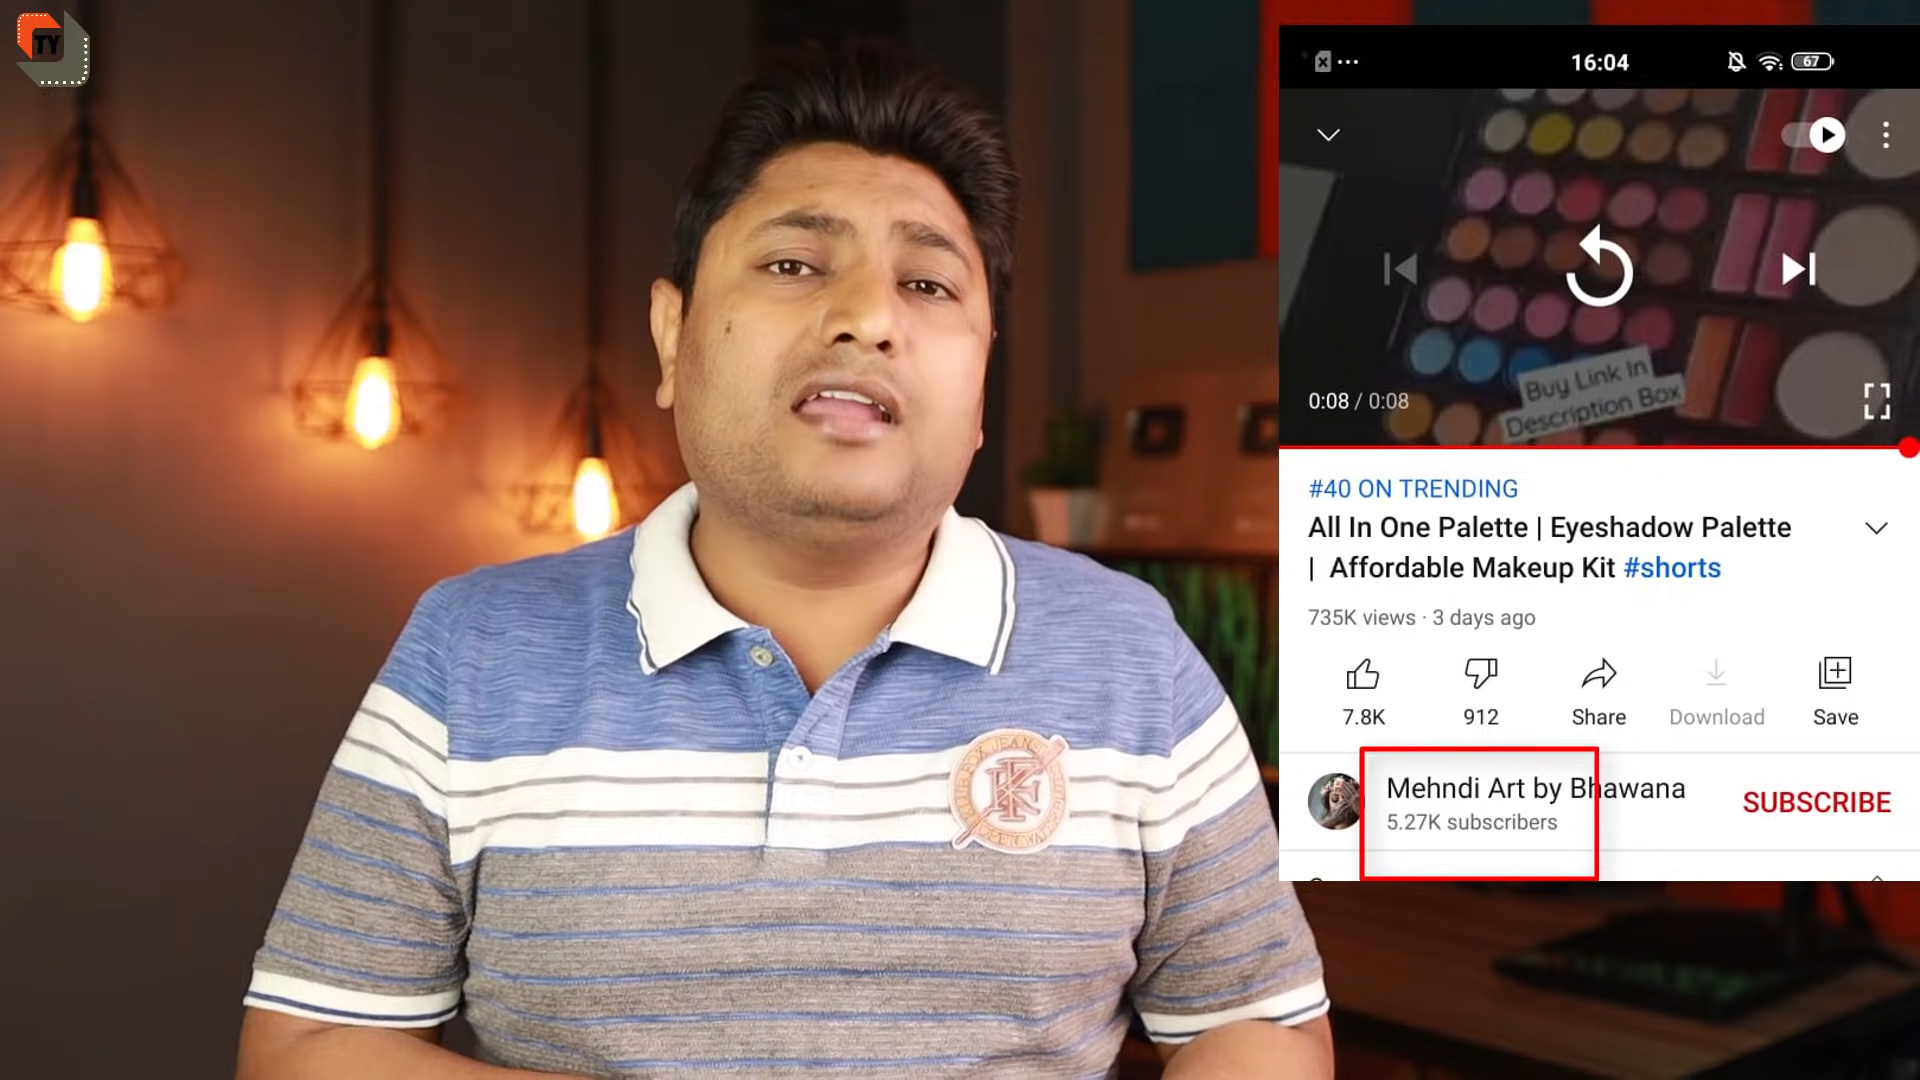 TY
16:04
67
Buy Link In
Description Box
0:08 / 0:08
#40 ON TRENDING
All In One Palette | Eyeshadow Palette
| Affordable Makeup Kit #shorts
735K views · 3 days ago
7.8K
912
Share
Download
Save
Mehndi Art by Bhawana
5.27K subscribers
SUBSCRIBE